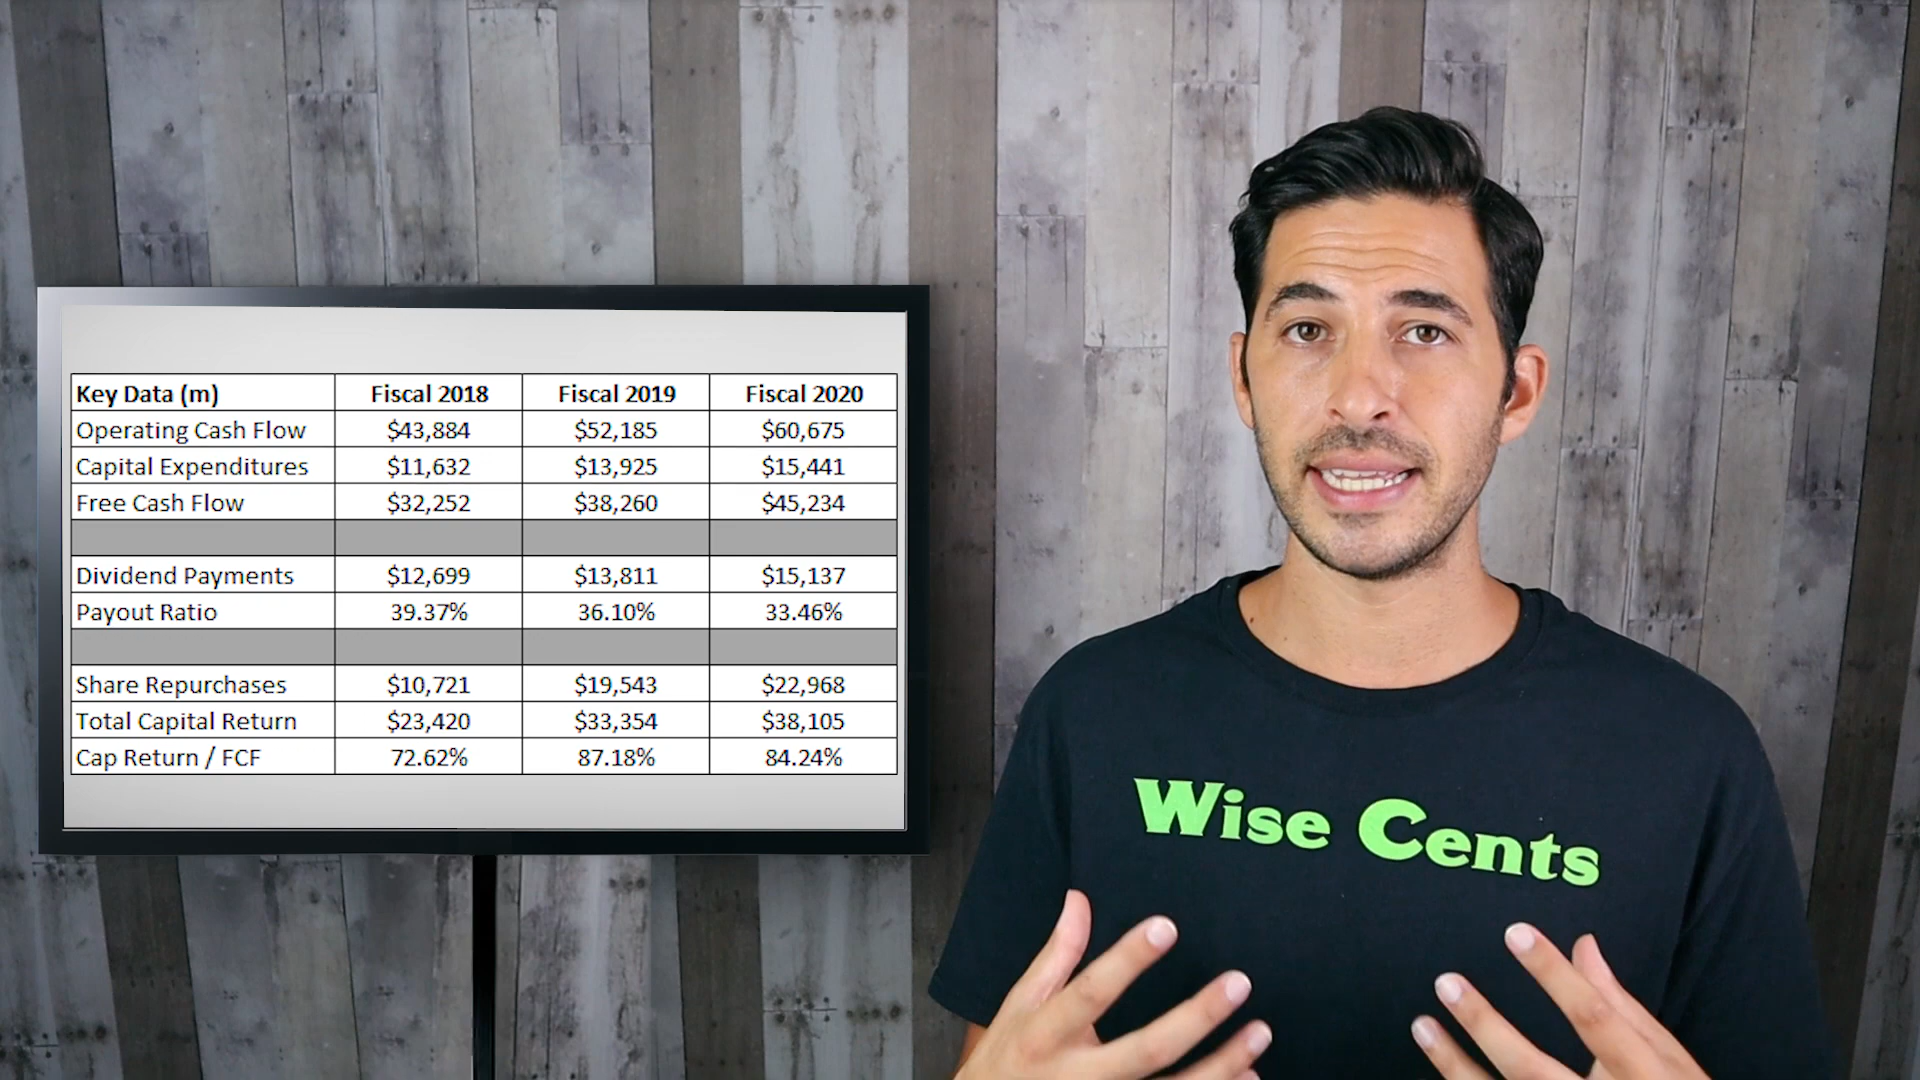 Key Data (m) Fiscal 2018 Fiscal 2019 Fiscal 2020
Operating Cash Flow $43,884 $52,185 $60,675
Capital Expenditures $11,632 $13,925 $15,441
Free Cash Flow $32,252 $38,260 $45,234
Dividend Payments $12,699 $13,811 $15,137
Payout Ratio 39.37% 36.10% 33.46%
Share Repurchases $10,721 $19,543 $22,968
Total Capital Return $23,420 $33,354 $38,105
Cap Return / FCF 72.62% 87.18% 84.24%
Wise Cents